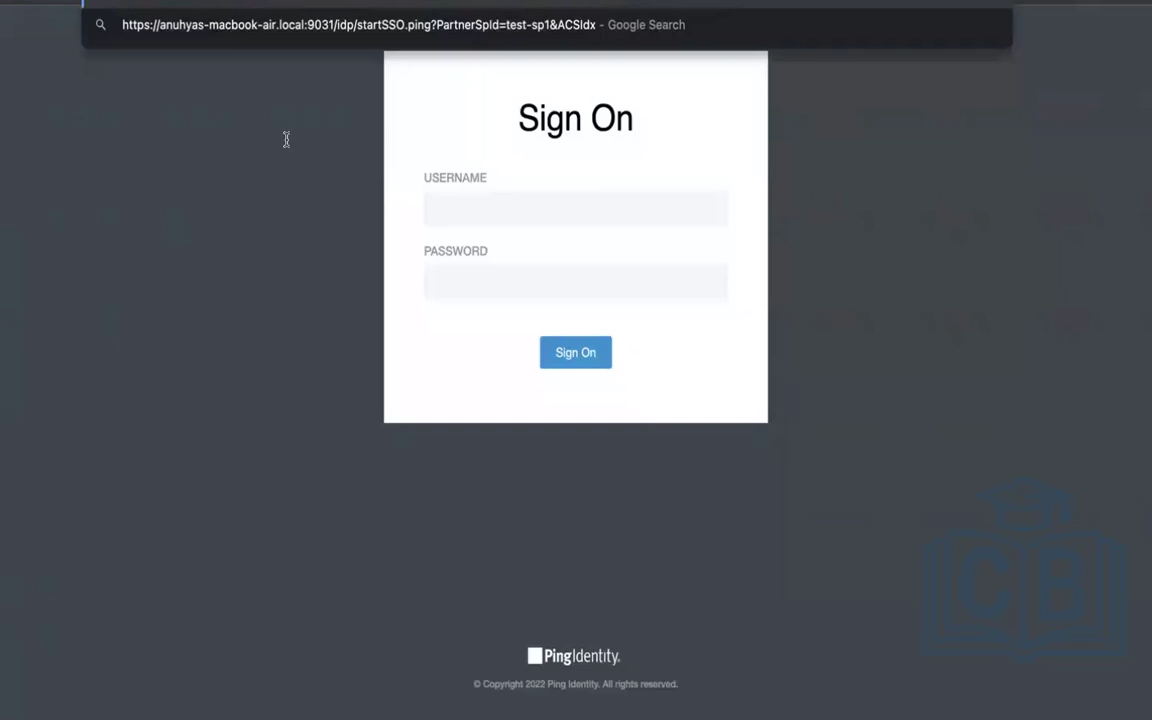 https://anuhyas-macbook-air.local:9031/idp/startSSO.ping?PartnerSpId=test-sp1&ACSIdx - Google Search
Sign On
USERNAME
PASSWORD
Sign On
PingIdentity.
© Copyright 2022 Ping Identity. All rights reserved.
CB